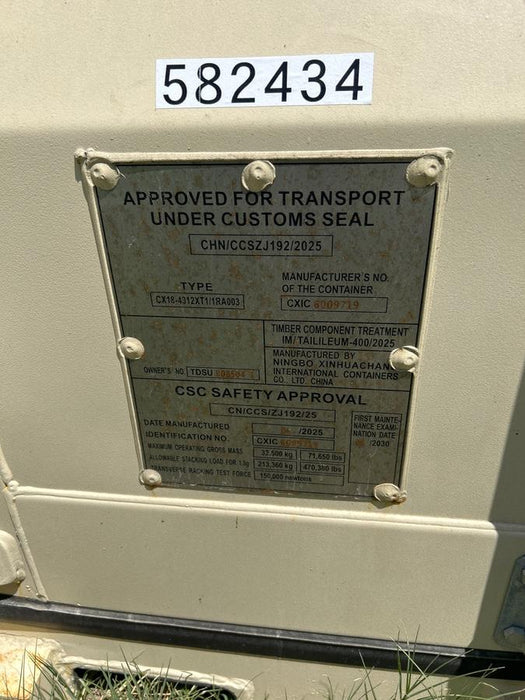 582434
APPROVED FOR TRANSPORT
UNDER CUSTOMS SEAL
CHN/CCSZJ192/2025
TYPE
CX18-4312XT1/1RA003
MANUFACTURER'S NO.
OF THE CONTAINER
CXIC 6009719
TIMBER COMPONENT TREATMENT
IM/TAILILEUM-400/2025
MANUFACTURED BY
NINGBO XINHUACHANG
INTERNATIONAL CONTAINERS
CO., LTD. CHINA
OWNER'S NO. TDSU
CSC SAFETY APPROVAL
CN/CCS/ZJ192/25
DATE MANUFACTURED /2025
IDENTIFICATION NO. CXIC
MAXIMUM OPERATING GROSS MASS 32,500 kg 71,650 lbs
ALLOWABLE STACKING LOAD FOR 1.8g 213,360 kg 470,380 lbs
TRANSVERSE RACKING TEST FORCE 150,000 newtons
FIRST MAINTE-
NANCE EXAMI-
NATION DATE
/2030